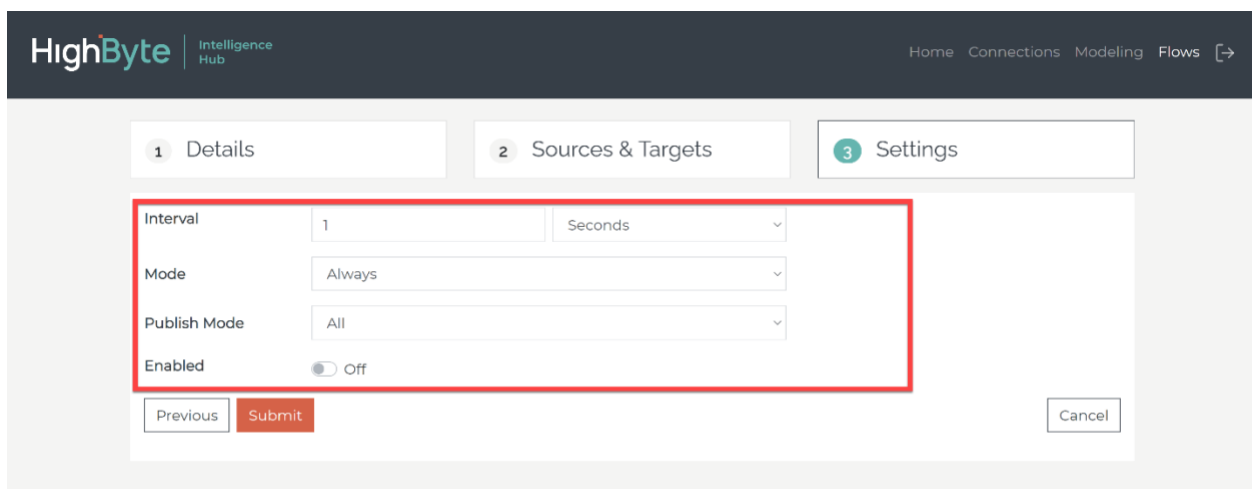 HighByte Intelligence Hub
Home Connections Modeling Flows
1 Details
2 Sources & Targets
3 Settings
Interval 1 Seconds
Mode Always
Publish Mode All
Enabled Off
Previous Submit Cancel